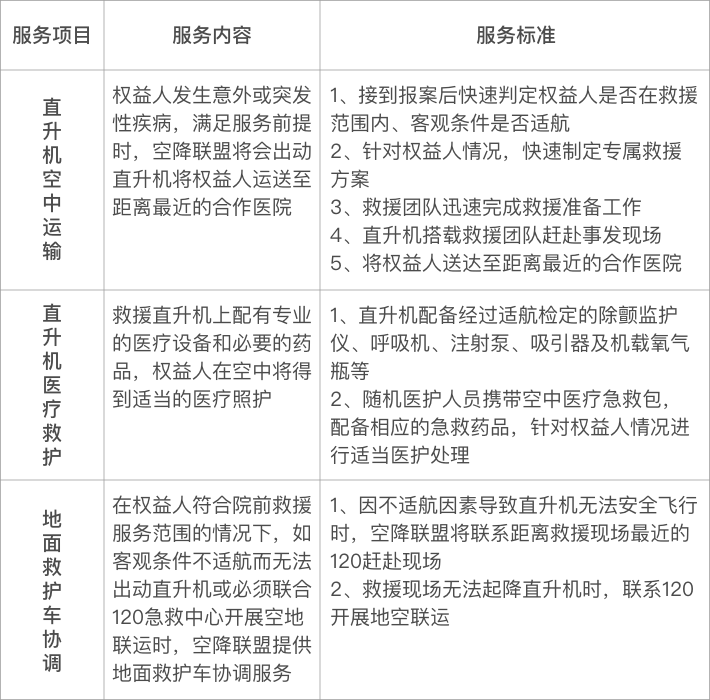 服务项目
服务内容
服务标准
直升机空中运输
权益人发生意外或突发
性疾病，满足服务前提
时，空降联盟将会出动
直升机将权益人运送至
距离最近的合作医院
1、接到报案后快速判定权益人是否在救援
范围内、客观条件是否适航
2、针对权益人情况，快速制定专属救援
方案
3、救援团队迅速完成救援准备工作
4、直升机搭载救援团队赶赴事发现场
5、将权益人送达至距离最近的合作医院
直升机医疗救护
救援直升机上配有专业
的医疗设备和必要的药
品，权益人在空中将得
到适当的医疗照护
1、直升机配备经过适航检定的除颤监护
仪、呼吸机、注射泵、吸引器及机载氧气
瓶等
2、随机医护人员携带空中医疗急救包，
配备相应的急救药品，针对权益人情况进
行适当医护处理
地面救护车协调
在权益人符合院前救援
服务范围的情况下，如
客观条件不适航而无法
出动直升机或必须联合
120急救中心开展空地
联运时，空降联盟提供
地面救护车协调服务
1、因不适航因素导致直升机无法安全飞行
时，空降联盟将联系距离救援现场最近的
120赶赴现场
2、救援现场无法起降直升机时，联系120
开展地空联运